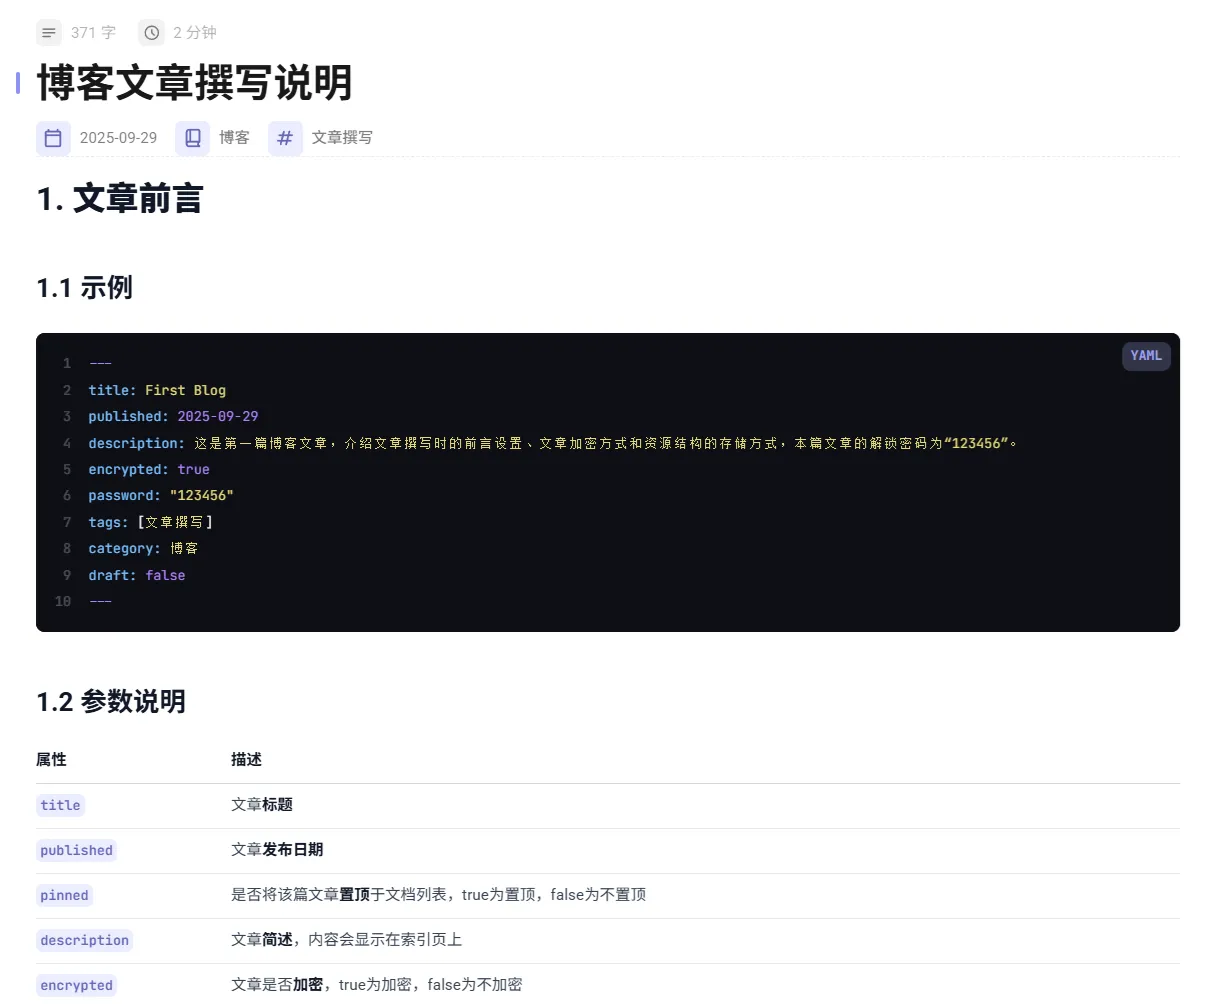 371 字 2 分钟
博客文章撰写说明
2025-09-29 博客 # 文章撰写
1. 文章前言
1.1 示例
YAML
1 ---
2 title: First Blog
3 published: 2025-09-29
4 description: 这是第一篇博客文章，介绍文章撰写时的前言设置、文章加密方式和资源结构的存储方式，本篇文章的解锁密码为“123456”。
5 encrypted: true
6 password: "123456"
7 tags: [文章撰写]
8 category: 博客
9 draft: false
10 ---
1.2 参数说明
属性 描述
title 文章标题
published 文章发布日期
pinned 是否将该篇文章置顶于文档列表，true为置顶，false为不置顶
description 文章简述，内容会显示在索引页上
encrypted 文章是否加密，true为加密，false为不加密